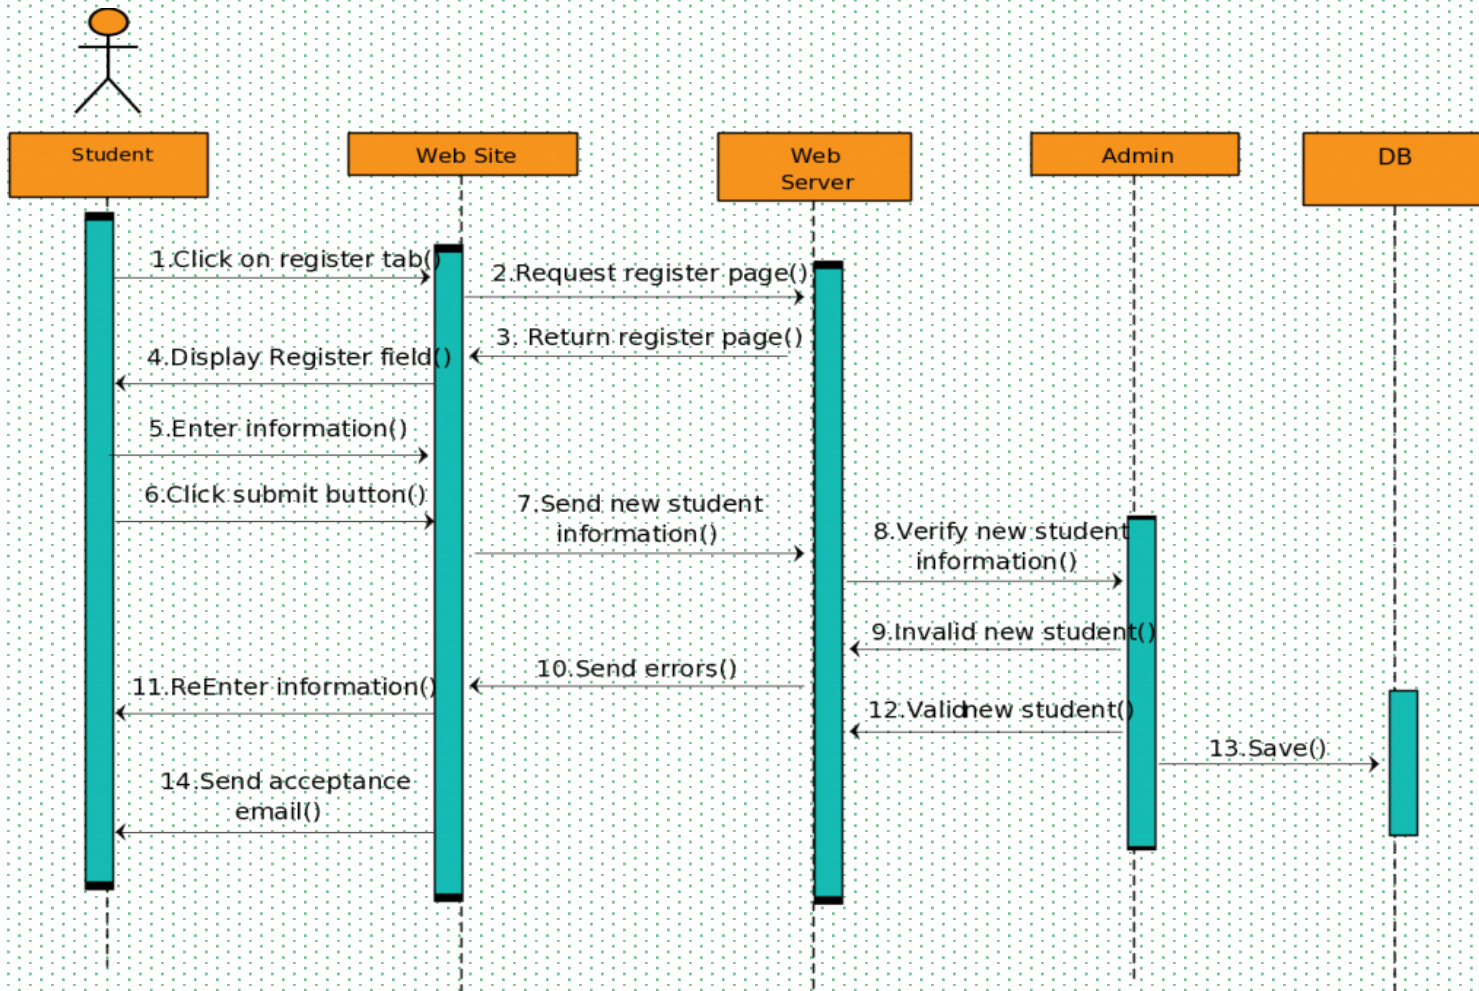 Student
Web Site
Web
Server
Admin
DB
1.Click on register tab()
2.Request register page()
3. Return register page()
4.Display Register field()
5.Enter information()
6.Click submit button()
7.Send new student
information()
8.Verify new student
information()
9.Invalid new student()
10.Send errors()
11.ReEnter information()
12.Validnew student()
13.Save()
14.Send acceptance
email()